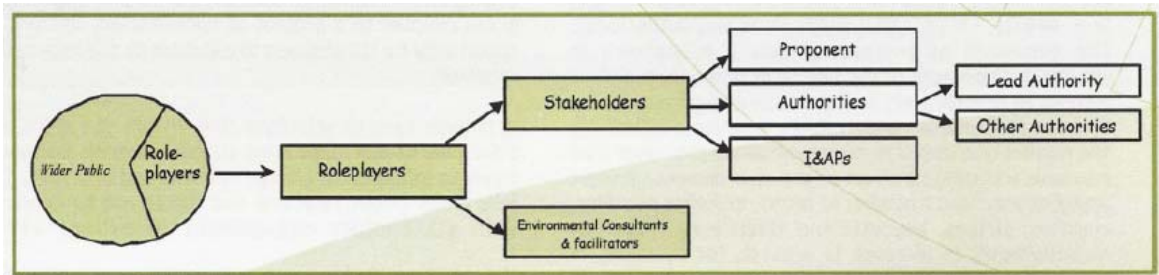 Wider Public
Role-
players
Roleplayers
Stakeholders
Environmental Consultants
& facilitators
Proponent
Authorities
I&APs
Lead Authority
Other Authorities